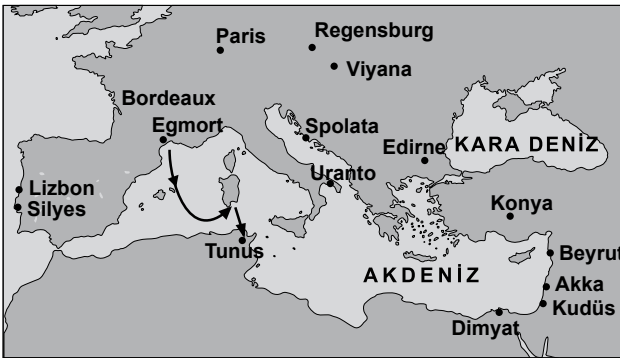 Paris
Regensburg
Viyana
Bordeaux
Egmort
Spolata
Edirne
KARA DENİZ
Uranto
Lizbon
Silyes
Konya
Tunus
Beyrut
AKDENİZ
Akka
Kudüs
Dimyat